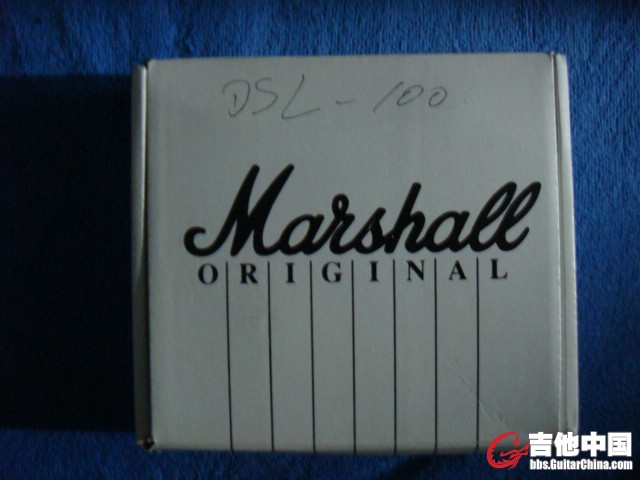 DSL-100
Marshall
ORIGINAL
吉他中国
bbs.GuitarChina.com